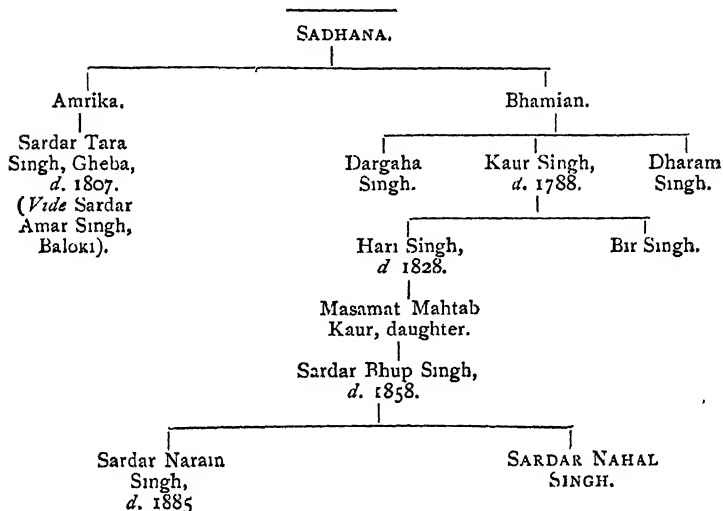 SADHANA.
Amrika.
Bhamian.
Sardar Tara
Singh, Gheba,
d. 1807.
(Vide Sardar
Amar Singh,
Baloki).
Dargaha
Singh.
Kaur Singh,
d. 1788.
Dharam
Singh.
Hari Singh,
d 1828.
Bir Singh.
Masamat Mahtab
Kaur, daughter.
Sardar Bhup Singh,
d. 1858.
Sardar Narain
Singh,
d. 1885
SARDAR NAHAL
SINGH.